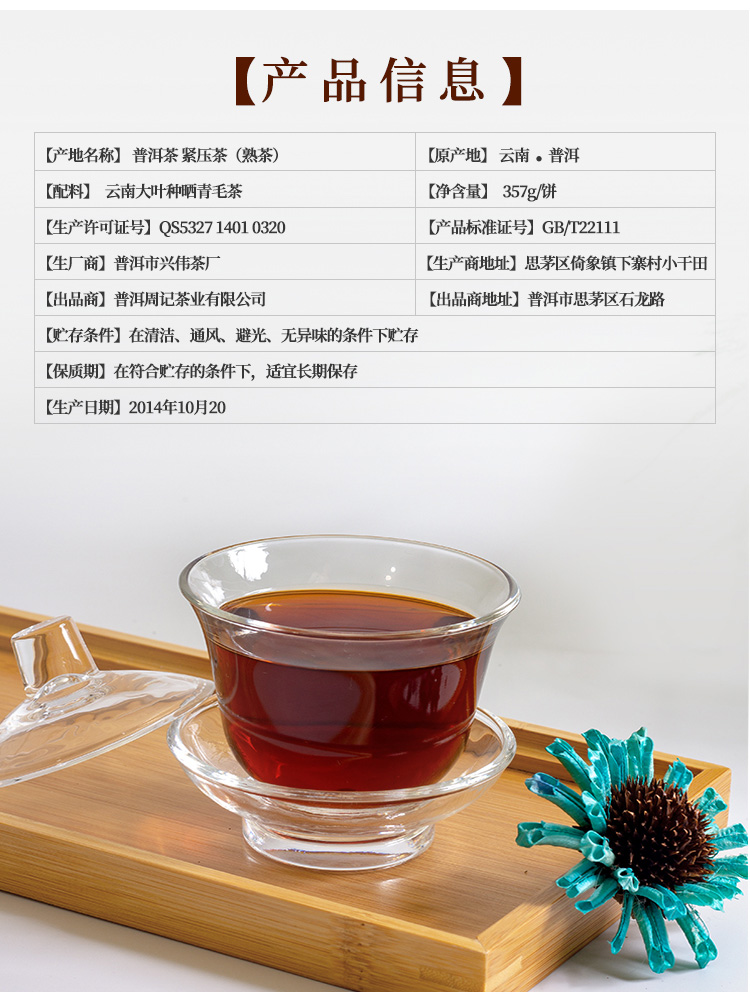 【产品信息】
【产地名称】 普洱茶 紧压茶（熟茶）
【原产地】 云南 • 普洱
【配料】 云南大叶种晒青毛茶
【净含量】 357g/饼
【生产许可证号】QS5327 1401 0320
【产品标准证号】GB/T22111
【生厂商】普洱市兴伟茶厂
【生产商地址】思茅区倚象镇下寨村小干田
【出品商】普洱周记茶业有限公司
【出品商地址】普洱市思茅区石龙路
【贮存条件】在清洁、通风、避光、无异味的条件下贮存
【保质期】在符合贮存的条件下，适宜长期保存
【生产日期】2014年10月20